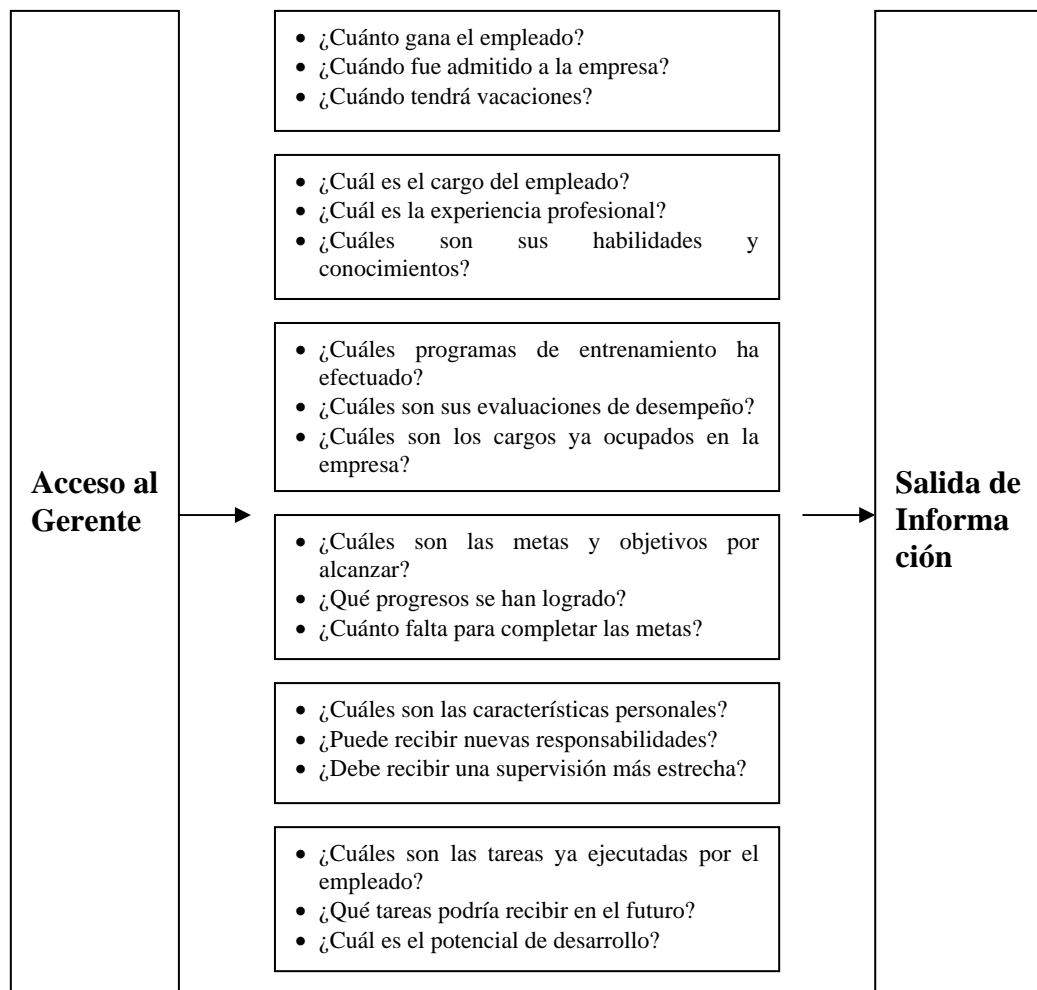 • ¿Cuánto gana el empleado?
• ¿Cuándo fue admitido a la empresa?
• ¿Cuándo tendrá vacaciones?
• ¿Cuál es el cargo del empleado?
• ¿Cuál es la experiencia profesional?
• ¿Cuáles son sus habilidades y
conocimientos?
• ¿Cuáles programas de entrenamiento ha
efectuado?
• ¿Cuáles son sus evaluaciones de desempeño?
• ¿Cuáles son los cargos ya ocupados en la
empresa?
Acceso al
Gerente
• ¿Cuáles son las metas y objetivos por
alcanzar?
• ¿Qué progresos se han logrado?
• ¿Cuánto falta para completar las metas?
• ¿Cuáles son las características personales?
• ¿Puede recibir nuevas responsabilidades?
• ¿Debe recibir una supervisión más estrecha?
• ¿Cuáles son las tareas ya ejecutadas por el
empleado?
• ¿Qué tareas podría recibir en el futuro?
• ¿Cuál es el potencial de desarrollo?
Salida de
Informa
ción